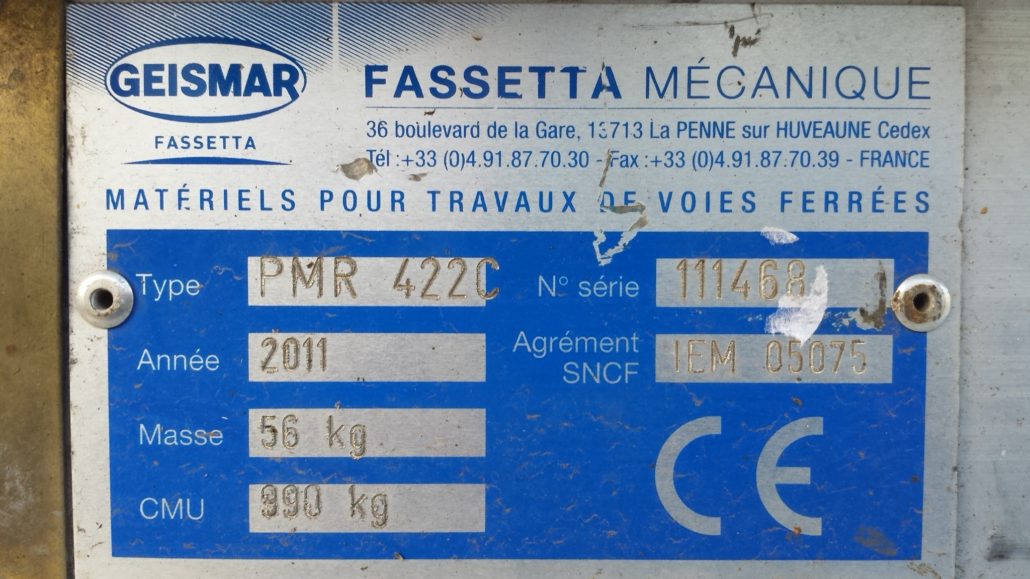 GEISMAR
FASSETTA
FASSETTA MÉCANIQUE
36 boulevard de la Gare, 13713 La PENNE sur HUVEAUNE Cedex
Tél :+33 (0)4.91.87.70.30 - Fax :+33 (0)4.91.87.70.39 - FRANCE
MATÉRIELS POUR TRAVAUX DE VOIES FERRÉES
Type PMR 422C N° série 111468
Année 2011 Agrément SNCF IEM 05075
Masse 56 kg
CMU kg
CE